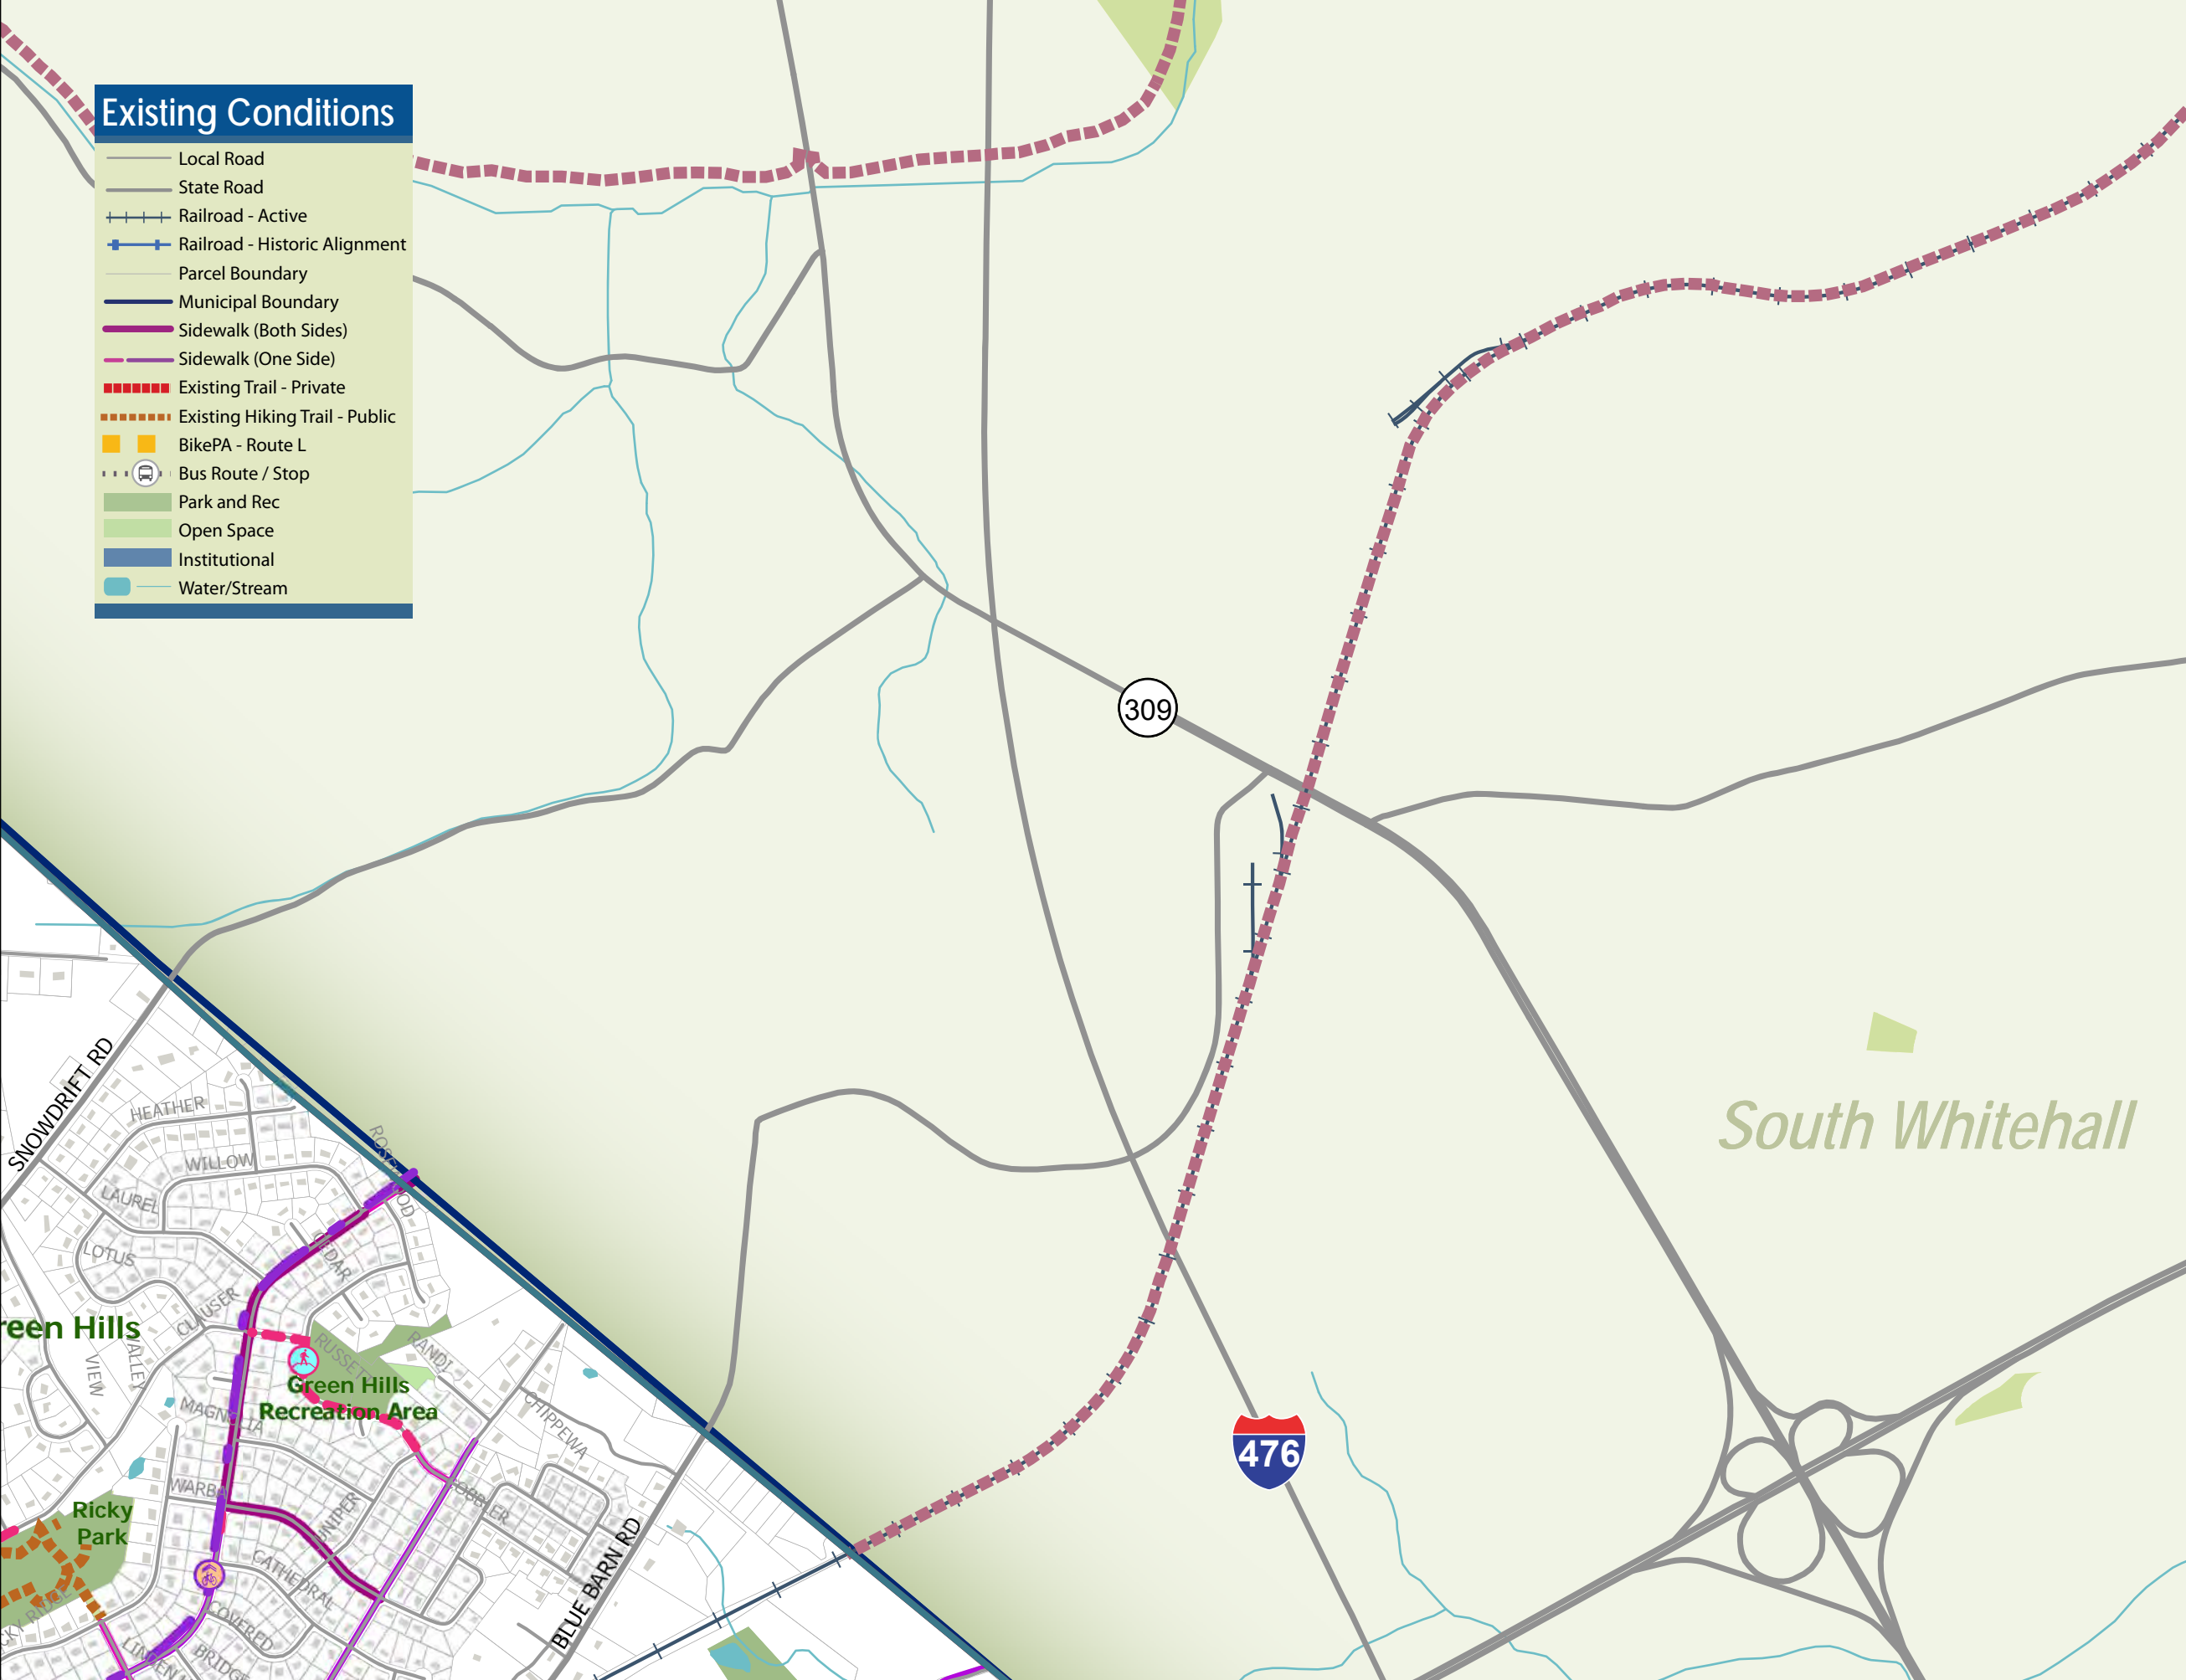 Existing Conditions
Local Road
State Road
Railroad - Active
Railroad - Historic Alignment
Parcel Boundary
Municipal Boundary
Sidewalk (Both Sides)
Sidewalk (One Side)
Existing Trail - Private
Existing Hiking Trail - Public
BikePA - Route L
Bus Route / Stop
Park and Rec
Open Space
Institutional
Water/Stream
309
South Whitehall
SNOWDRIFT RD
HEATHER
WILLOW
LAUREL
LOTUS
CEDAR
CLAUSER
reen Hills
VALLEY
VIEW
RUSSET
RANDI
Green Hills
Recreation Area
MAGNOLIA
CHIPPEWA
476
COBBLER
JUNIPER
Ricky
Park
CATHEDRAL
COVERED
BRIDGE
BLUE BARN RD